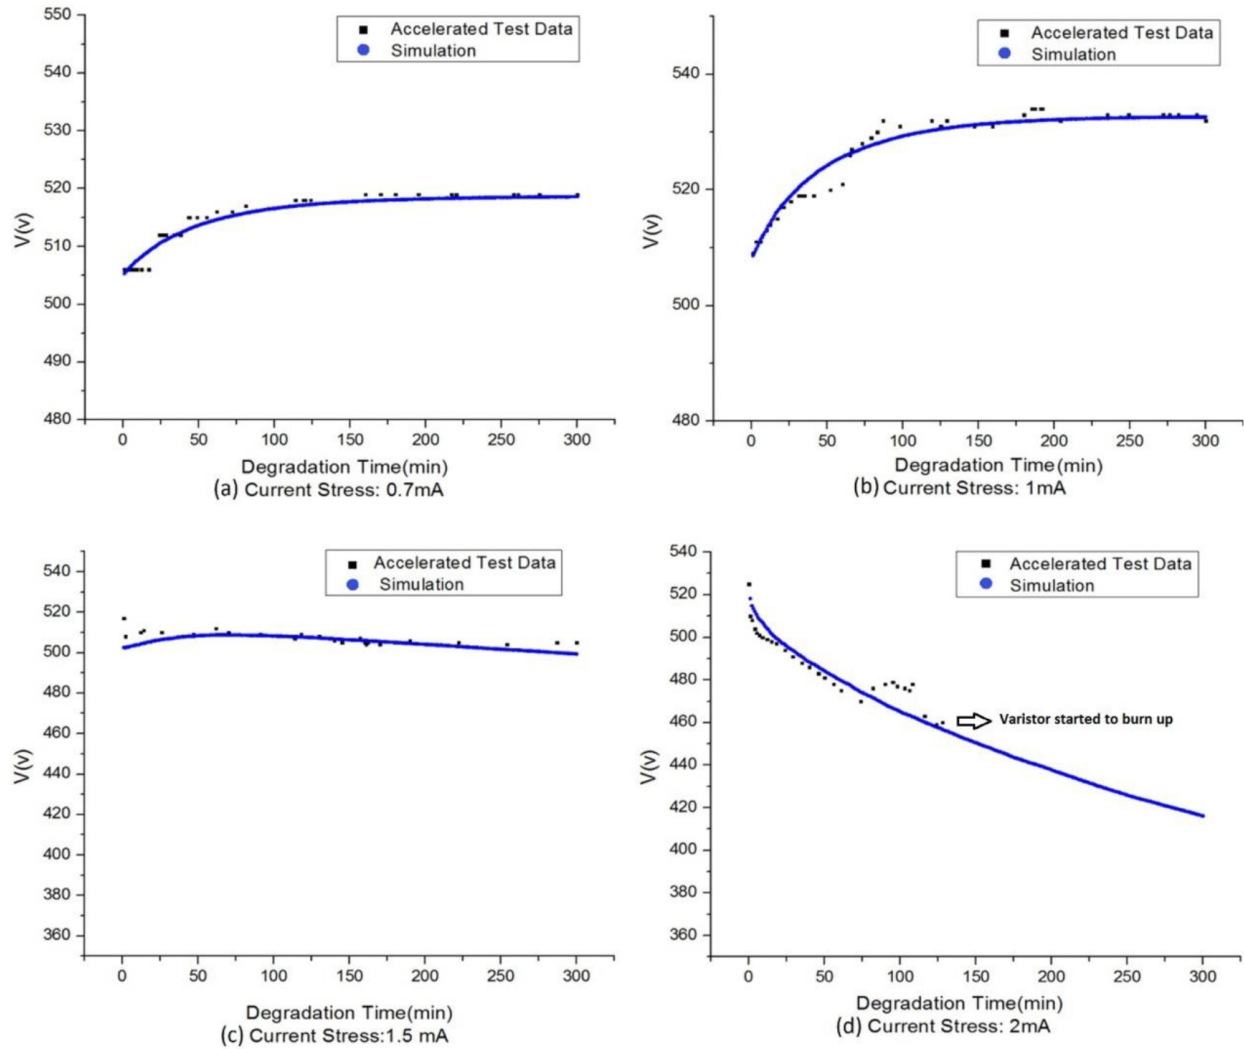 550
540
530
520
510
500
490
480
V(v)
Accelerated Test Data
Simulation
0 50 100 150 200 250 300
Degradation Time(min)
(a) Current Stress: 0.7mA
540
520
500
480
V(v)
Accelerated Test Data
Simulation
0 50 100 150 200 250 300
Degradation Time(min)
(b) Current Stress: 1mA
540
520
500
480
460
440
420
400
380
360
V(v)
Accelerated Test Data
Simulation
0 50 100 150 200 250 300
Degradation Time(min)
(c) Current Stress:1.5 mA
540
520
500
480
460
440
420
400
380
360
V(v)
Accelerated Test Data
Simulation
Varistor started to burn up
0 50 100 150 200 250 300
Degradation Time(min)
(d) Current Stress: 2mA